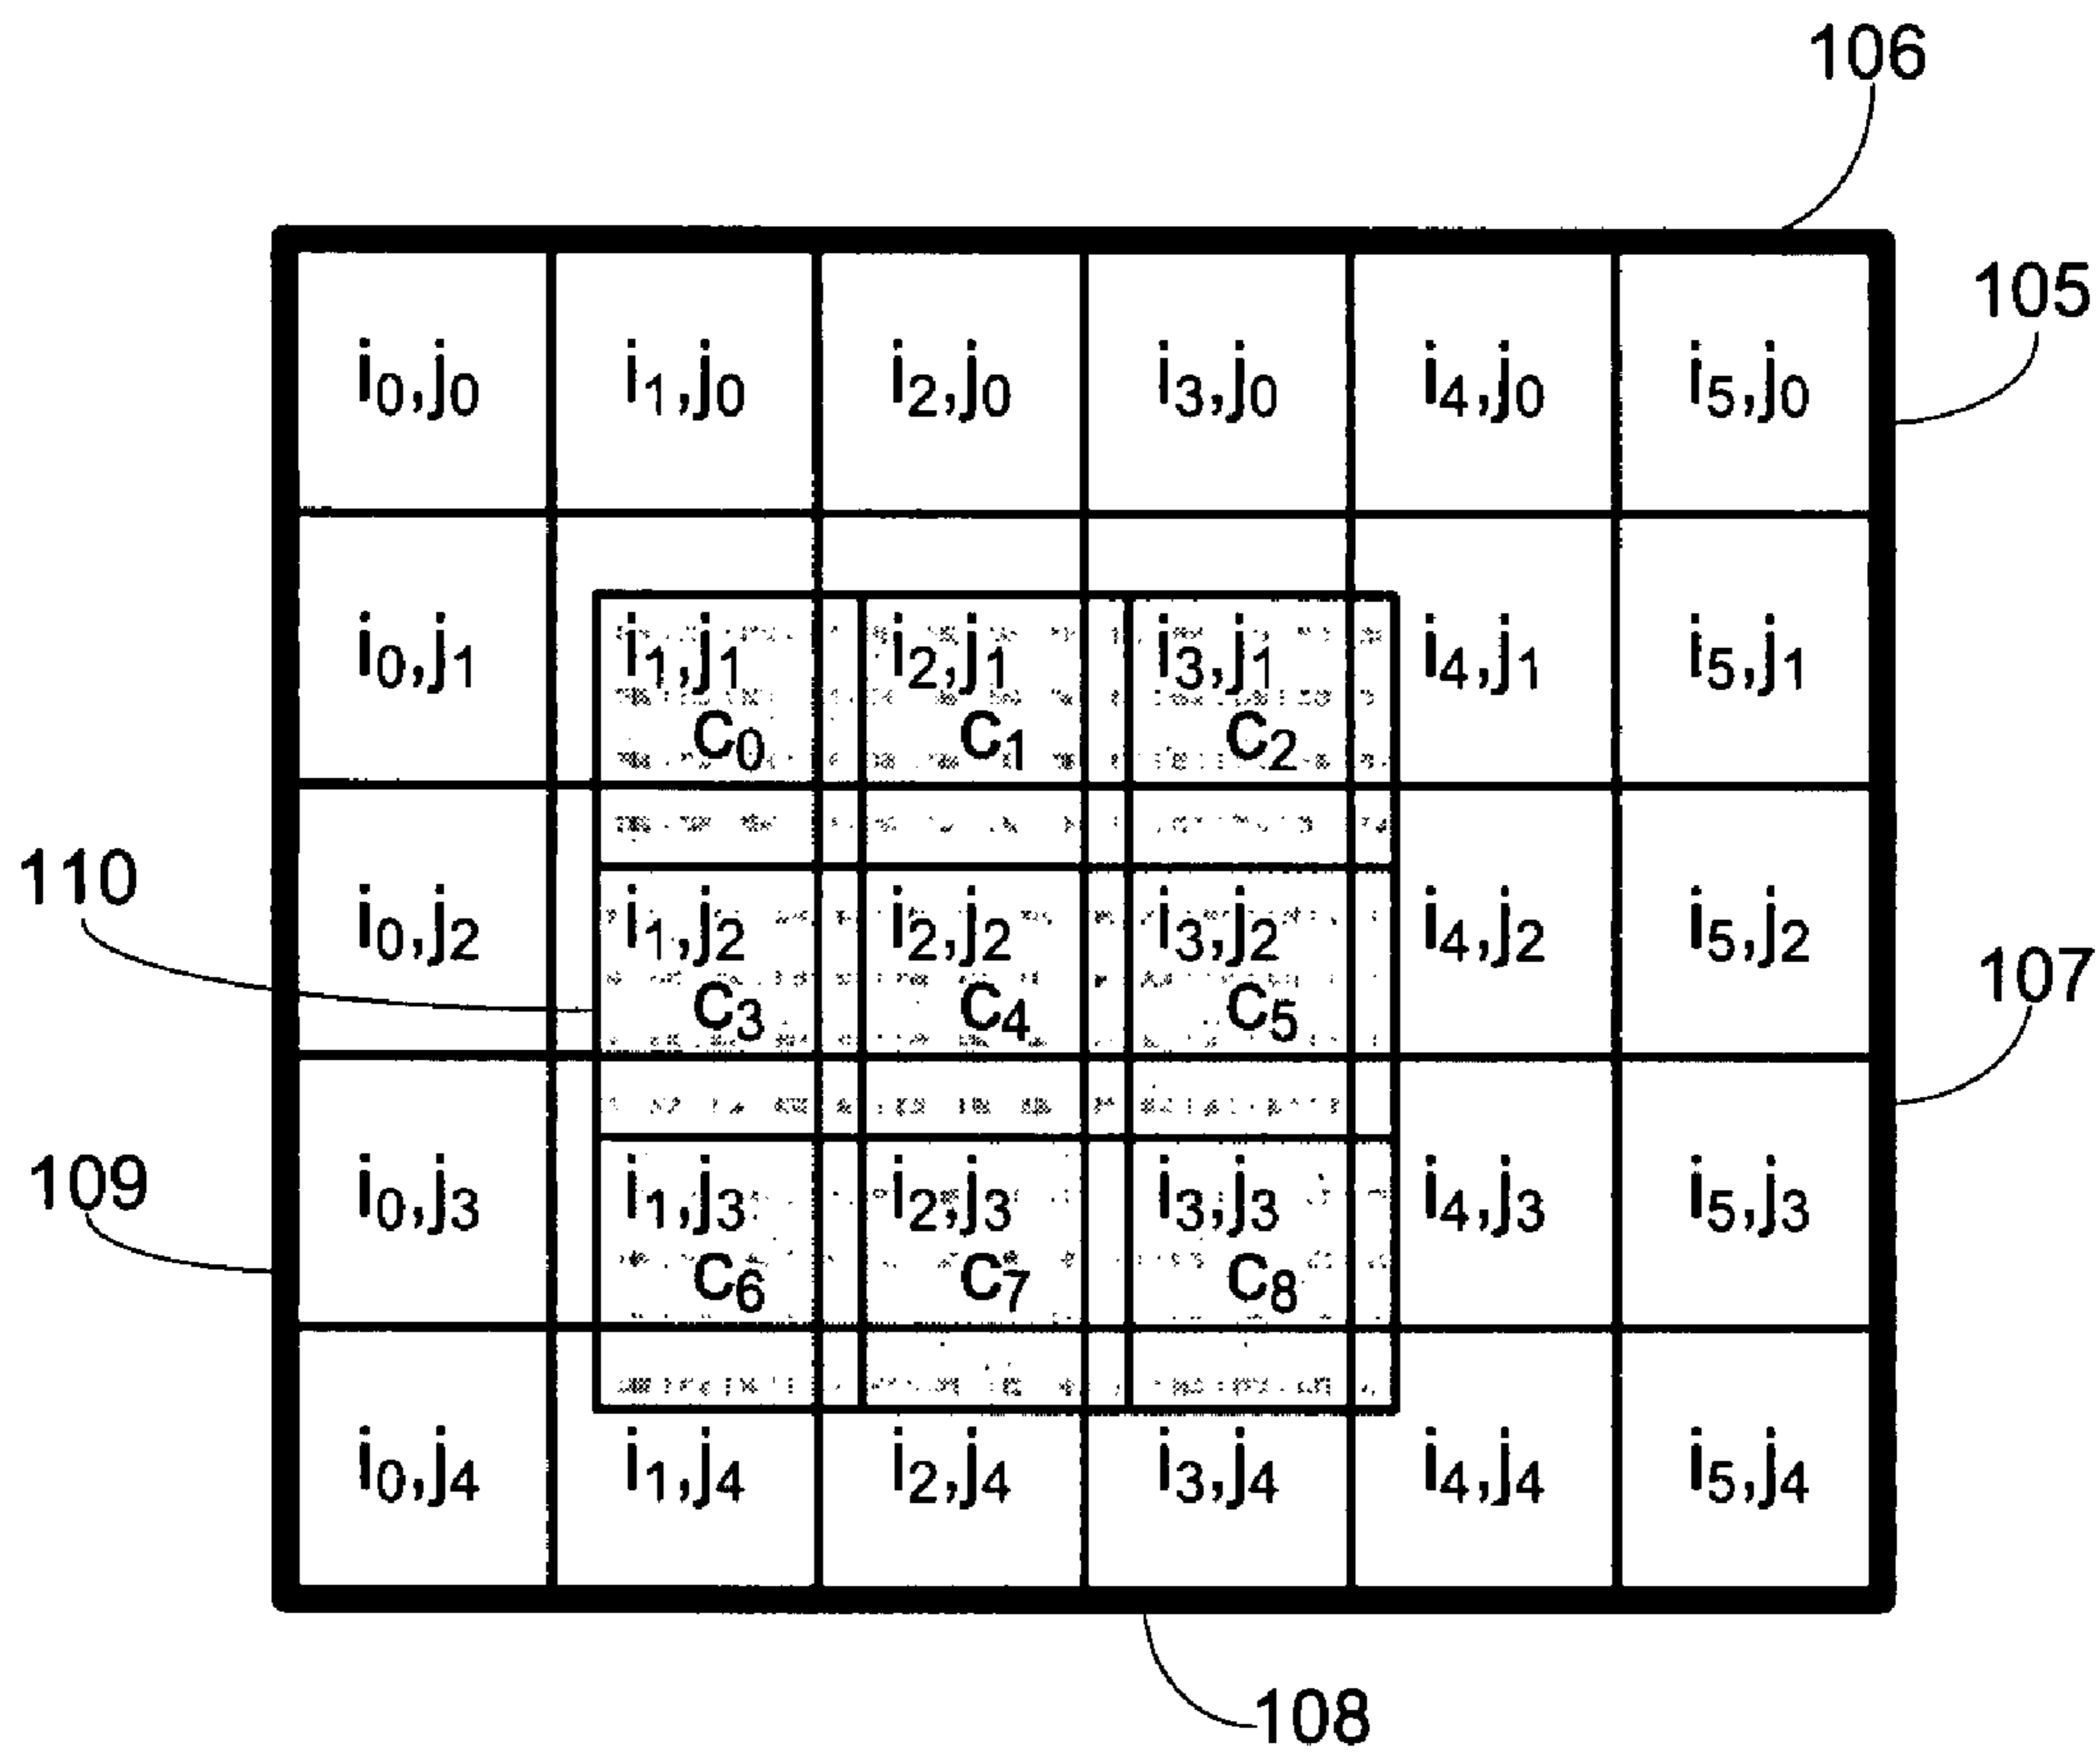 106
105
i0,j0 i1,j0 i2,j0 i3,j0 i4,j0 i5,j0
i0,j1 i1,j1 i2,j1 i3,j1 i4,j1 i5,j1
C0 C1 C2
110
i0,j2 i1,j2 i2,j2 i3,j2 i4,j2 i5,j2
107
C3 C4 C5
109
i0,j3 i1,j3 i2,j3 i3,j3 i4,j3 i5,j3
C6 C7 C8
i0,j4 i1,j4 i2,j4 i3,j4 i4,j4 i5,j4
108